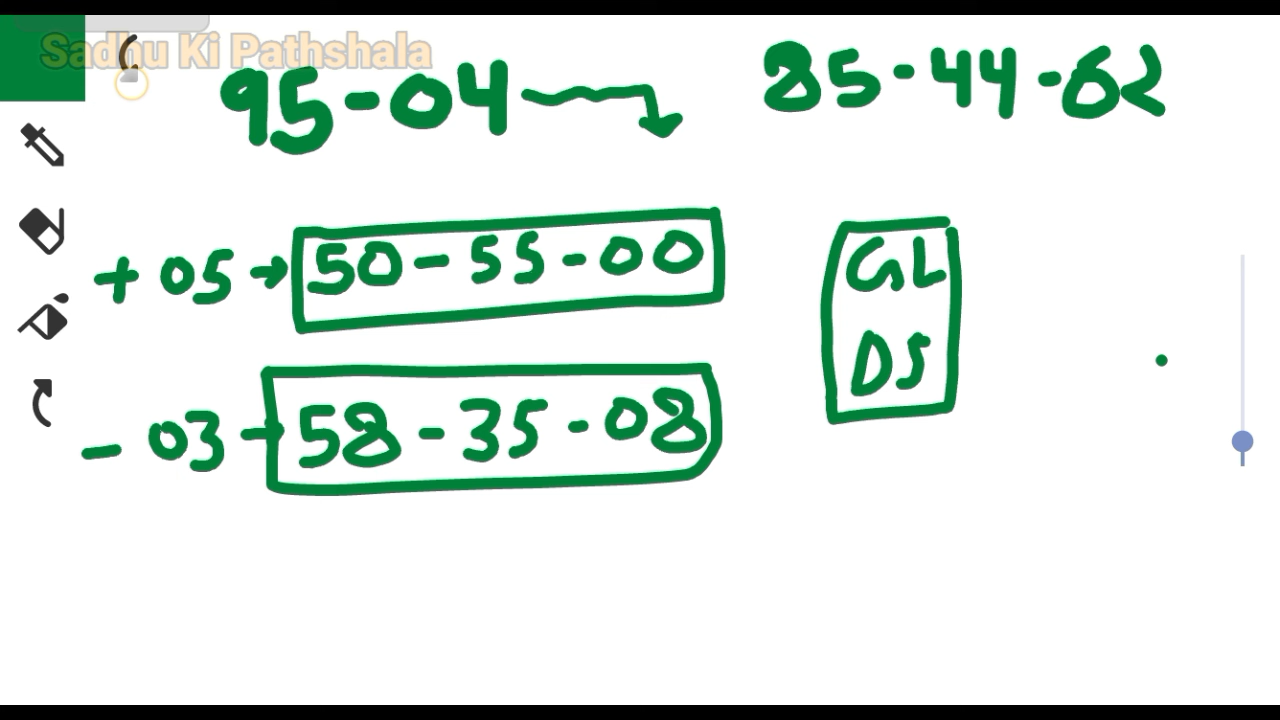 Sadhu Ki Pathshala
95-04 85-44-62
+ 05 → 50-55-00
- 03 → 58-35-08
GL
DS